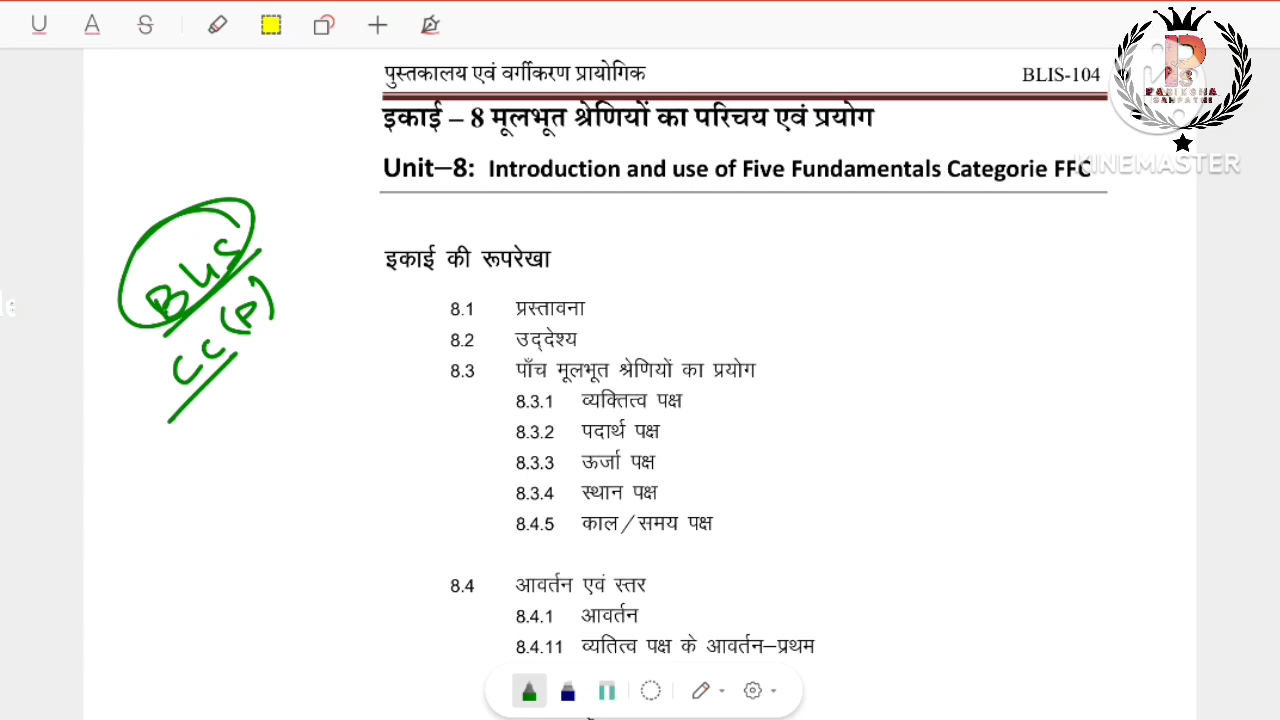 पुस्तकालय एवं वर्गीकरण प्रायोगिक BLIS-104
इकाई – 8 मूलभूत श्रेणियों का परिचय एवं प्रयोग
Unit–8: Introduction and use of Five Fundamentals Categorie FFC
इकाई की रूपरेखा
8.1 प्रस्तावना
8.2 उद्देश्य
8.3 पाँच मूलभूत श्रेणियों का प्रयोग
8.3.1 व्यक्तित्व पक्ष
8.3.2 पदार्थ पक्ष
8.3.3 ऊर्जा पक्ष
8.3.4 स्थान पक्ष
8.4.5 काल/समय पक्ष
8.4 आवर्तन एवं स्तर
8.4.1 आवर्तन
8.4.11 व्यतित्व पक्ष के आवर्तन–प्रथम
BLIS
CC (P)
PARIKSHA
SANPATHI
KINEMASTER